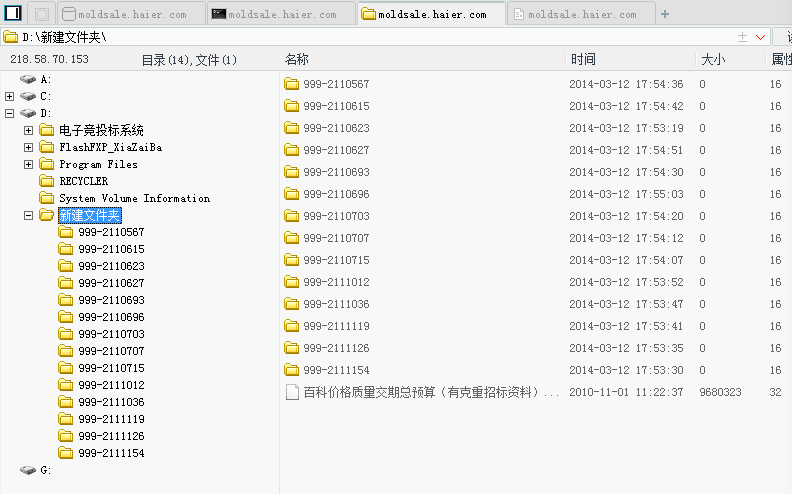 moldsale.haier.com moldsale.haier.com moldsale.haier.com moldsale.haier.com +
D:\新建文件夹\
218.58.70.153 目录(14),文件(1) 名称 时间 大小 属性
A:
C:
D:
电子竞投标系统
FlashFXP_XiaZaiBa
Program Files
RECYCLER
System Volume Information
新建文件夹
999-2110567
999-2110615
999-2110623
999-2110627
999-2110693
999-2110696
999-2110703
999-2110707
999-2110715
999-2111012
999-2111036
999-2111119
999-2111126
999-2111154
G:
999-2110567 2014-03-12 17:54:36 0 16
999-2110615 2014-03-12 17:54:42 0 16
999-2110623 2014-03-12 17:53:19 0 16
999-2110627 2014-03-12 17:54:51 0 16
999-2110693 2014-03-12 17:54:30 0 16
999-2110696 2014-03-12 17:55:03 0 16
999-2110703 2014-03-12 17:54:20 0 16
999-2110707 2014-03-12 17:54:12 0 16
999-2110715 2014-03-12 17:54:07 0 16
999-2111012 2014-03-12 17:53:52 0 16
999-2111036 2014-03-12 17:53:47 0 16
999-2111119 2014-03-12 17:53:41 0 16
999-2111126 2014-03-12 17:53:35 0 16
999-2111154 2014-03-12 17:53:30 0 16
百科价格质量交期总预算（有克重招标资料）... 2010-11-01 11:22:37 9680323 32